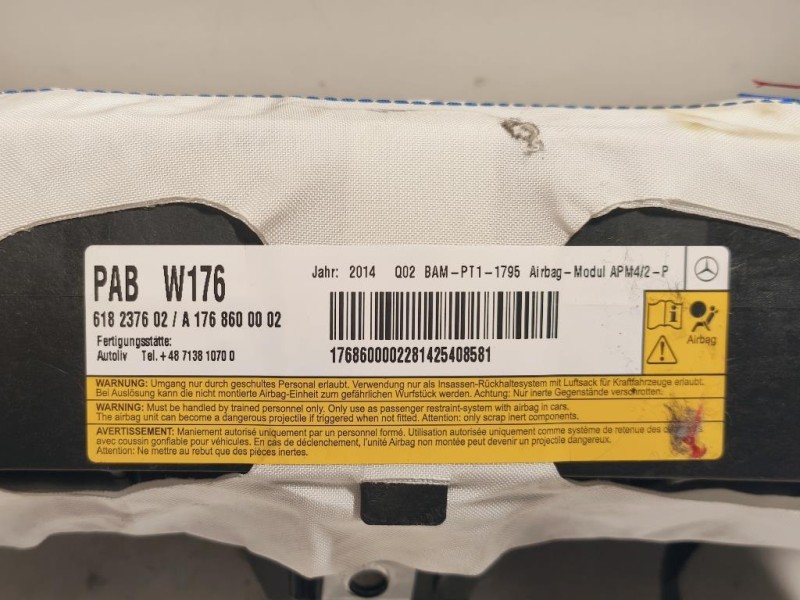 PAB W176
Jahr: 2014 Q02 BAM-PT1-1795 Airbag-Modul APM4/2-P
618 2376 02 / A 176 860 00 02
Fertigungsstätte:
Autoliv Tel. +48 71381070 0
1768600002281425408581
Airbag
WARNUNG: Umgang nur durch geschultes Personal erlaubt. Verwendung nur als Insassen-Rückhaltesystem mit Luftsack für Kraftfahrzeuge erlaubt.
Bei Auslösung kann die nicht montierte Airbag-Einheit zum gefährlichen Wurfstück werden. Achtung: Nur inerte Gegenstände verschrotten.
WARNING: Must be handled by trained personnel only. Only use as passenger restraint-system with airbag in cars.
The airbag unit can become a dangerous projectile if triggered when not fitted. Attention: only scrap inert components.
AVERTISSEMENT: Maniement autorisé uniquement par un personnel formé. Utilisation autorisée uniquement comme système de retenue des
avec coussin gonflable pour véhicules. En cas de déclenchement, l'unité Airbag non montée peut devenir un projectile dangereux.
Attention: Ne mettre au rebut que des pièces inertes.